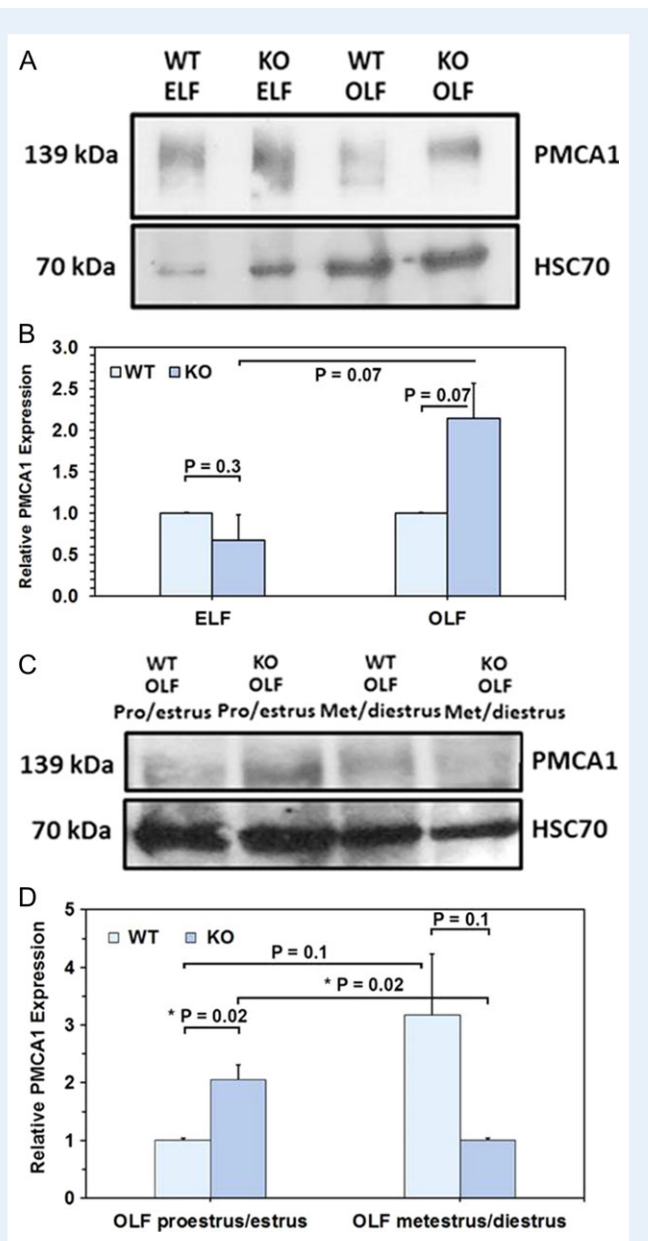 A
WT KO WT KO
ELF ELF OLF OLF
139 kDa PMCA1
70 kDa HSC70
B
Relative PMCA1 Expression
3.0
2.5
2.0
1.5
1.0
0.5
0.0
WT KO
P = 0.07
P = 0.07
P = 0.3
ELF OLF
C
WT KO WT KO
OLF OLF OLF OLF
Pro/estrus Pro/estrus Met/diestrus Met/diestrus
139 kDa PMCA1
70 kDa HSC70
D
Relative PMCA1 Expression
5
4
3
2
1
0
WT KO
P = 0.1
P = 0.1
* P = 0.02
* P = 0.02
OLF proestrus/estrus OLF metestrus/diestrus